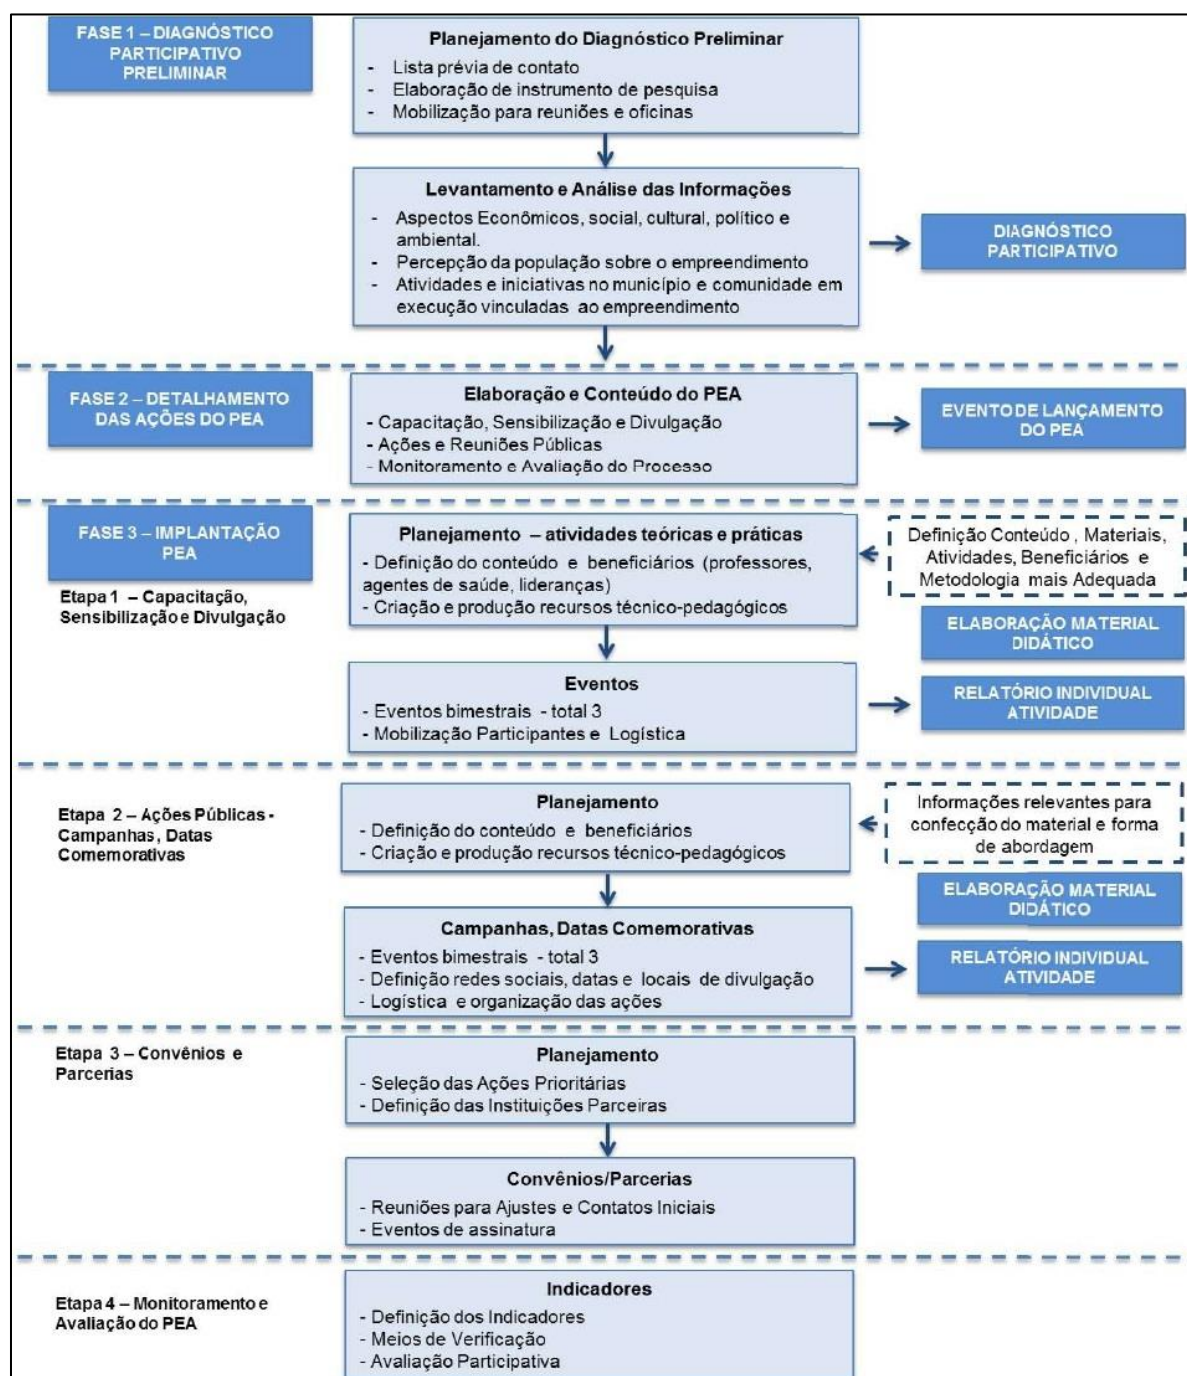 FASE 1 – DIAGNÓSTICO
PARTICIPATIVO
PRELIMINAR
Planejamento do Diagnóstico Preliminar
- Lista prévia de contato
- Elaboração de instrumento de pesquisa
- Mobilização para reuniões e oficinas
Levantamento e Análise das Informações
- Aspectos Econômicos, social, cultural, político e
ambiental.
- Percepção da população sobre o empreendimento
- Atividades e iniciativas no município e comunidade em
execução vinculadas ao empreendimento
DIAGNÓSTICO
PARTICIPATIVO
FASE 2 – DETALHAMENTO
DAS AÇÕES DO PEA
Elaboração e Conteúdo do PEA
- Capacitação, Sensibilização e Divulgação
- Ações e Reuniões Públicas
- Monitoramento e Avaliação do Processo
EVENTO DE LANÇAMENTO
DO PEA
FASE 3 – IMPLANTAÇÃO
PEA
Etapa 1 – Capacitação,
Sensibilização e Divulgação
Planejamento – atividades teóricas e práticas
- Definição do conteúdo e beneficiários (professores,
agentes de saúde, lideranças)
- Criação e produção recursos técnico-pedagógicos
Definição Conteúdo , Materiais,
Atividades, Beneficiários e
Metodologia mais Adequada
ELABORAÇÃO MATERIAL
DIDÁTICO
Eventos
- Eventos bimestrais - total 3
- Mobilização Participantes e Logística
RELATÓRIO INDIVIDUAL
ATIVIDADE
Etapa 2 – Ações Públicas -
Campanhas, Datas
Comemorativas
Planejamento
- Definição do conteúdo e beneficiários
- Criação e produção recursos técnico-pedagógicos
Informações relevantes para
confecção do material e forma
de abordagem
ELABORAÇÃO MATERIAL
DIDÁTICO
Campanhas, Datas Comemorativas
- Eventos bimestrais - total 3
- Definição redes sociais, datas e locais de divulgação
- Logística e organização das ações
RELATÓRIO INDIVIDUAL
ATIVIDADE
Etapa 3 – Convênios e
Parcerias
Planejamento
- Seleção das Ações Prioritárias
- Definição das Instituições Parceiras
Convênios/Parcerias
- Reuniões para Ajustes e Contatos Iniciais
- Eventos de assinatura
Etapa 4 – Monitoramento e
Avaliação do PEA
Indicadores
- Definição dos Indicadores
- Meios de Verificação
- Avaliação Participativa